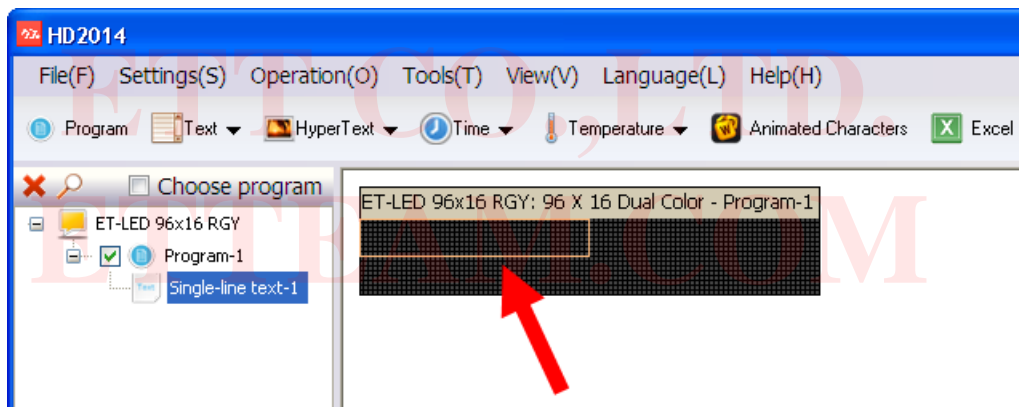 HD2014
File(F) Settings(S) Operation(O) Tools(T) View(V) Language(L) Help(H)
Program Text HyperText Time Temperature Animated Characters Excel
Choose program
ET-LED 96x16 RGY
Program-1
Single-line text-1
ET-LED 96x16 RGY: 96 X 16 Dual Color - Program-1
ETT CO.,LTD.
ETTEAM.COM